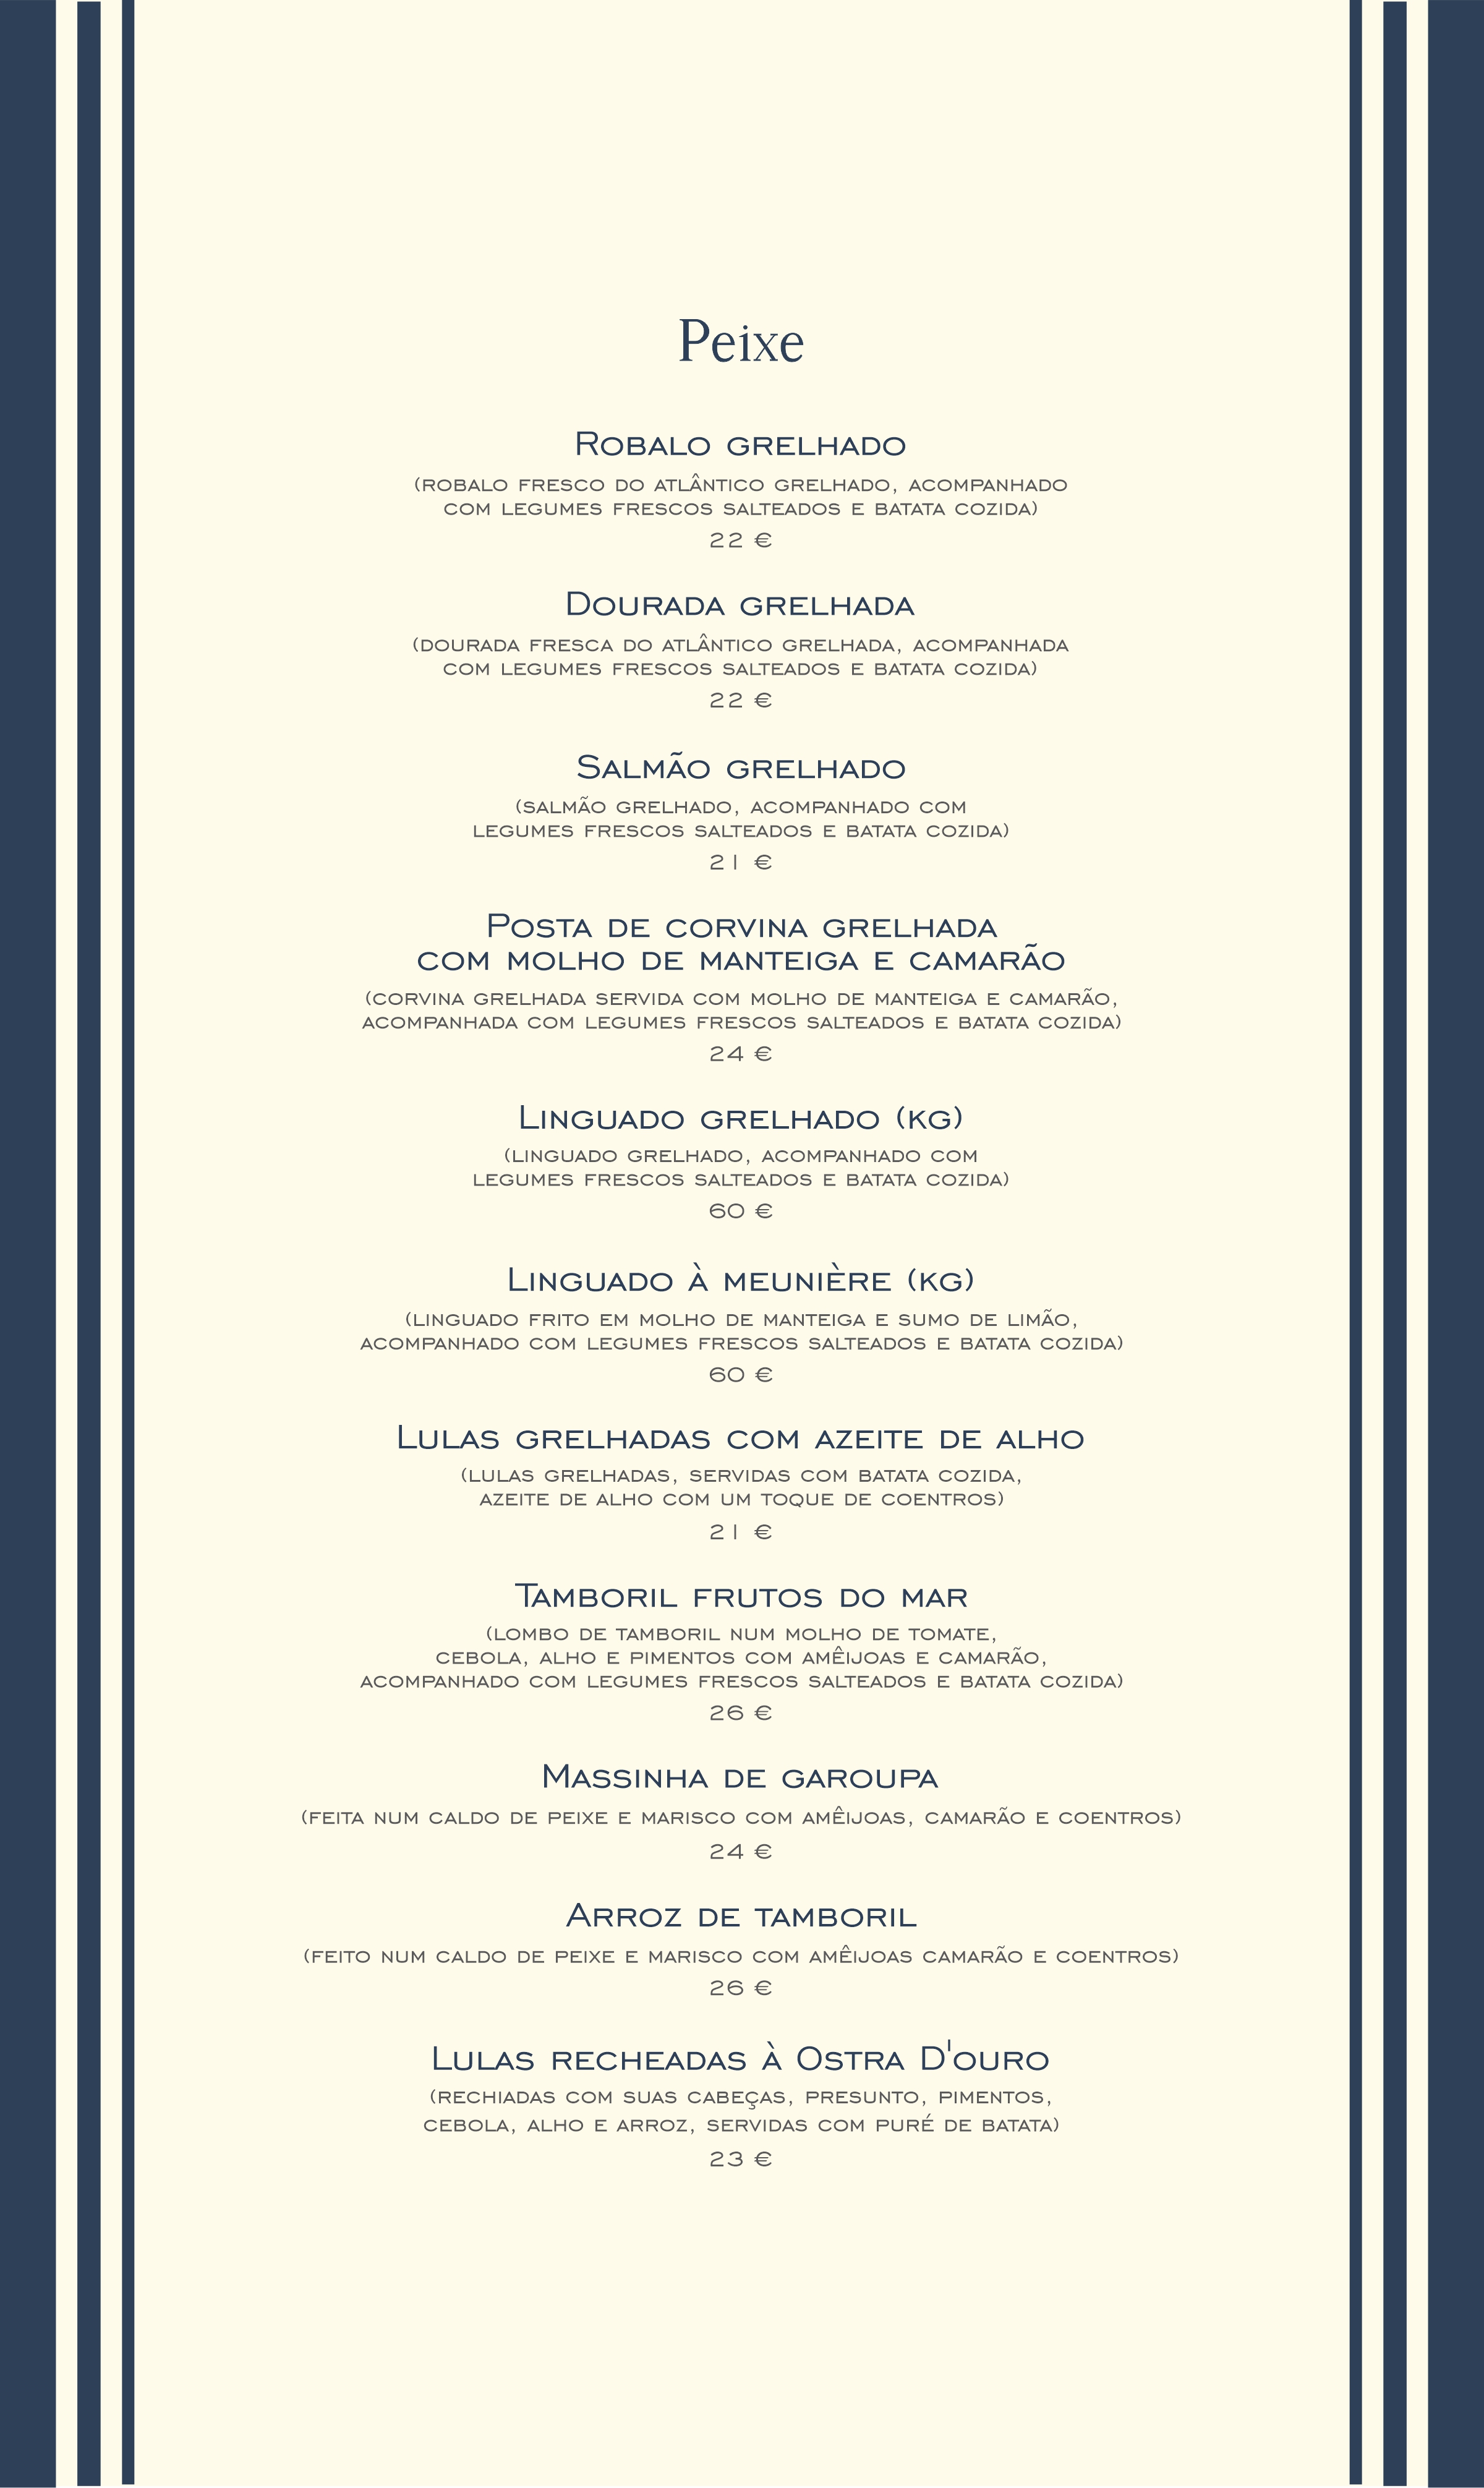 Peixe
Robalo grelhado
(robalo fresco do atlântico grelhado, acompanhado
com legumes frescos salteados e batata cozida)
22 €
Dourada grelhada
(dourada fresca do atlântico grelhada, acompanhada
com legumes frescos salteados e batata cozida)
22 €
Salmão grelhado
(salmão grelhado, acompanhado com
legumes frescos salteados e batata cozida)
21 €
Posta de corvina grelhada
com molho de manteiga e camarão
(corvina grelhada servida com molho de manteiga e camarão,
acompanhada com legumes frescos salteados e batata cozida)
24 €
Linguado grelhado (kg)
(linguado grelhado, acompanhado com
legumes frescos salteados e batata cozida)
60 €
Linguado à meunière (kg)
(linguado frito em molho de manteiga e sumo de limão,
acompanhado com legumes frescos salteados e batata cozida)
60 €
Lulas grelhadas com azeite de alho
(lulas grelhadas, servidas com batata cozida,
azeite de alho com um toque de coentros)
21 €
Tamboril frutos do mar
(lombo de tamboril num molho de tomate,
cebola, alho e pimentos com amêijoas e camarão,
acompanhado com legumes frescos salteados e batata cozida)
26 €
Massinha de garoupa
(feita num caldo de peixe e marisco com amêijoas, camarão e coentros)
24 €
Arroz de tamboril
(feito num caldo de peixe e marisco com amêijoas camarão e coentros)
26 €
Lulas recheadas à Ostra D'ouro
(rechiadas com suas cabeças, presunto, pimentos,
cebola, alho e arroz, servidas com puré de batata)
23 €